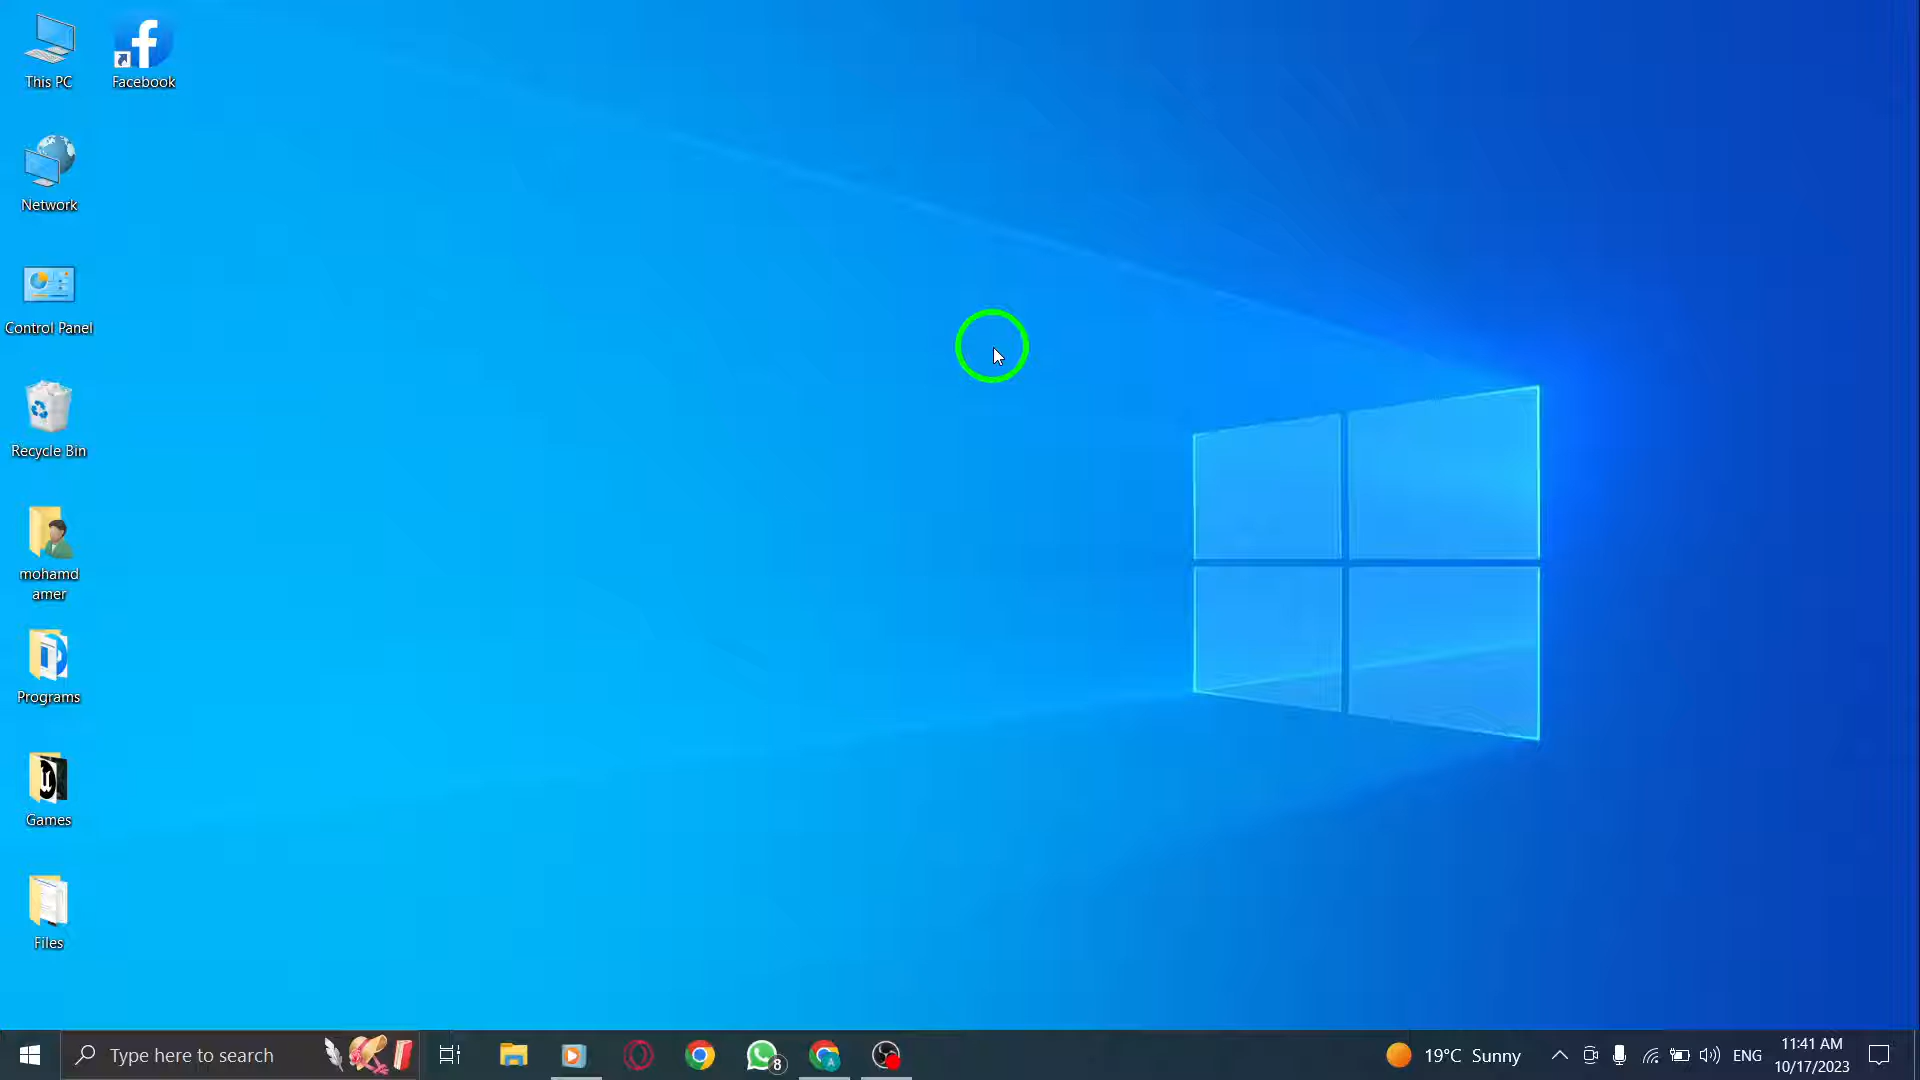 This PC
Facebook
Network
Control Panel
Recycle Bin
mohamd
amer
Programs
Games
Files
Type here to search
8
A
19°C Sunny
ENG
11:41 AM
10/17/2023